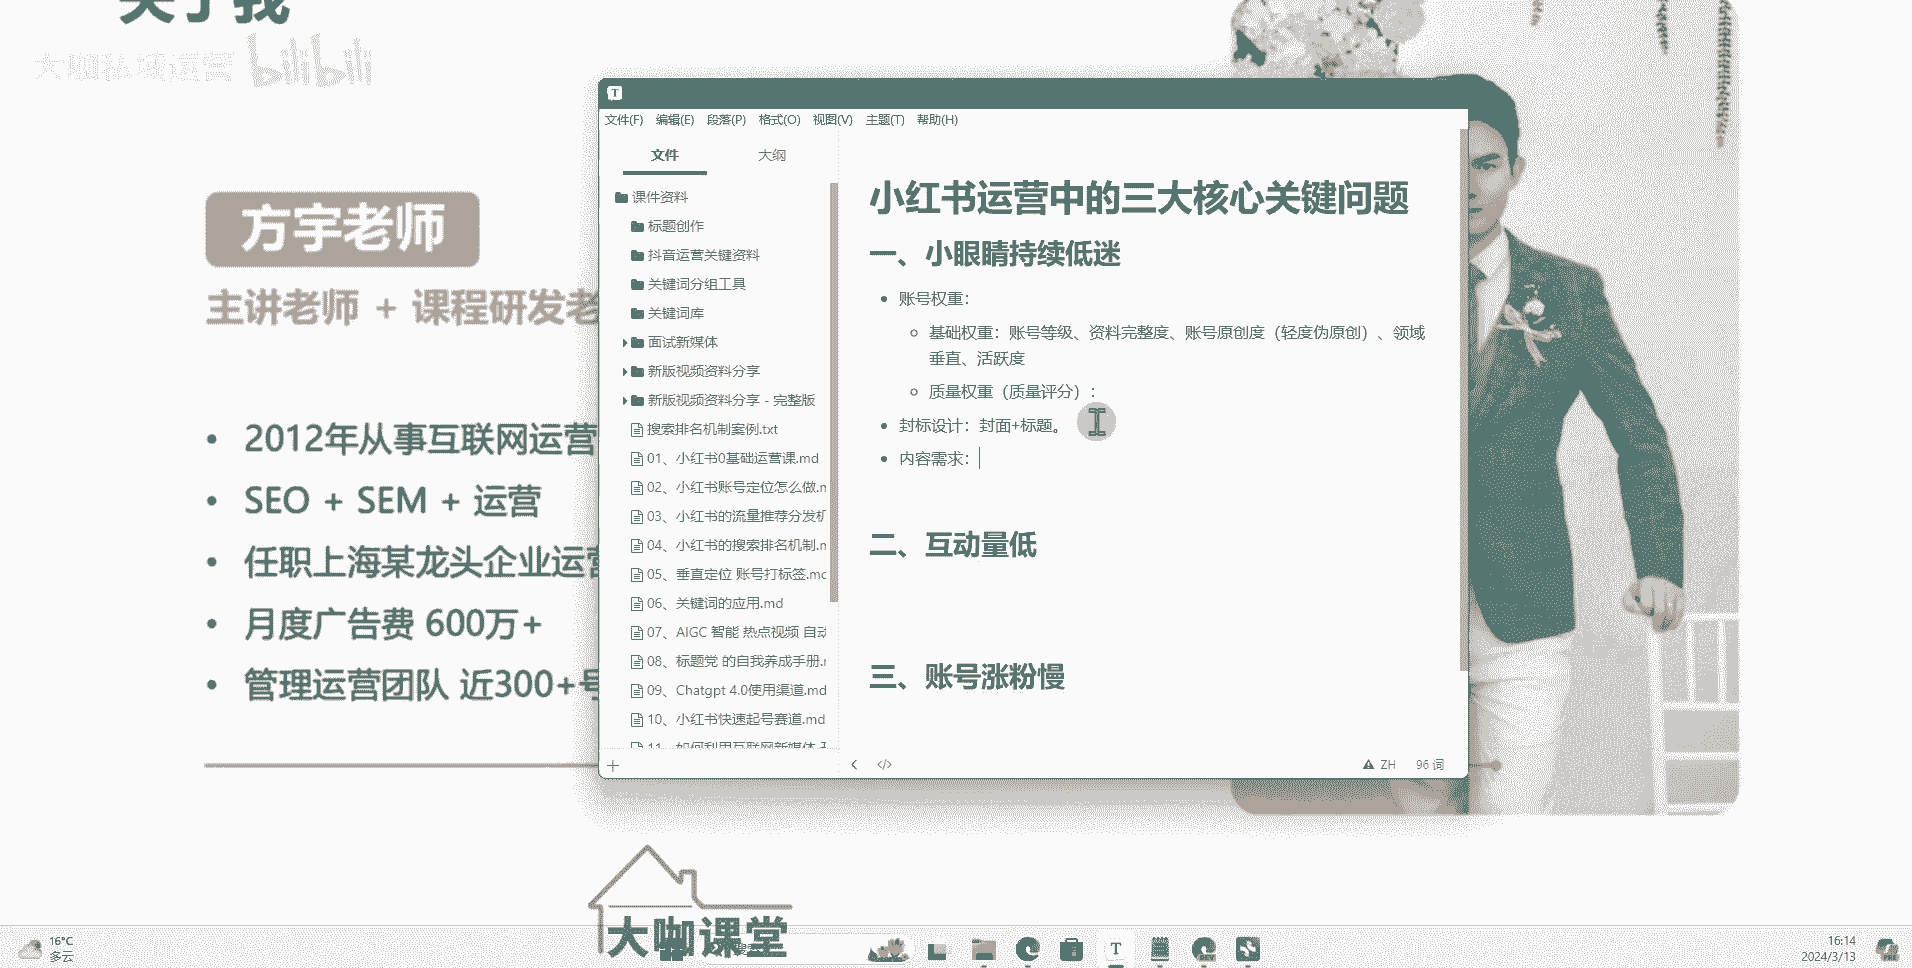 关于我
大咖私域运营 bilibili
方宇老师
主讲老师 + 课程研发老
2012年从事互联网运营
SEO + SEM + 运营
任职上海某龙头企业运营
月度广告费 600万+
管理运营团队 近300+号
T
文件(F) 编辑(E) 段落(P) 格式(O) 视图(V) 主题(T) 帮助(H)
文件 大纲
课件资料
标题创作
抖音运营关键资料
关键词分组工具
关键词库
面试新媒体
新版视频资料分享
新版视频资料分享 - 完整版
搜索排名机制案例.txt
01、小红书0基础运营课.md
02、小红书账号定位怎么做.m
03、小红书的流量推荐分发机
04、小红书的搜索排名机制.m
05、垂直定位 账号打标签.md
06、关键词的应用.md
07、AIGC 智能 热点视频 自动
08、标题党 的自我养成手册.m
09、Chatgpt 4.0使用渠道.md
10、小红书快速起号赛道.md
11、如何利用互联网新媒体
小红书运营中的三大核心关键问题
一、小眼睛持续低迷
账号权重：
基础权重：账号等级、资料完整度、账号原创度（轻度伪原创）、领域
垂直、活跃度
质量权重（质量评分）：
封标设计：封面+标题。
内容需求：
二、互动量低
三、账号涨粉慢
ZH 96 词
大咖课堂
16°C
多云
T
16:14
2024/3/13